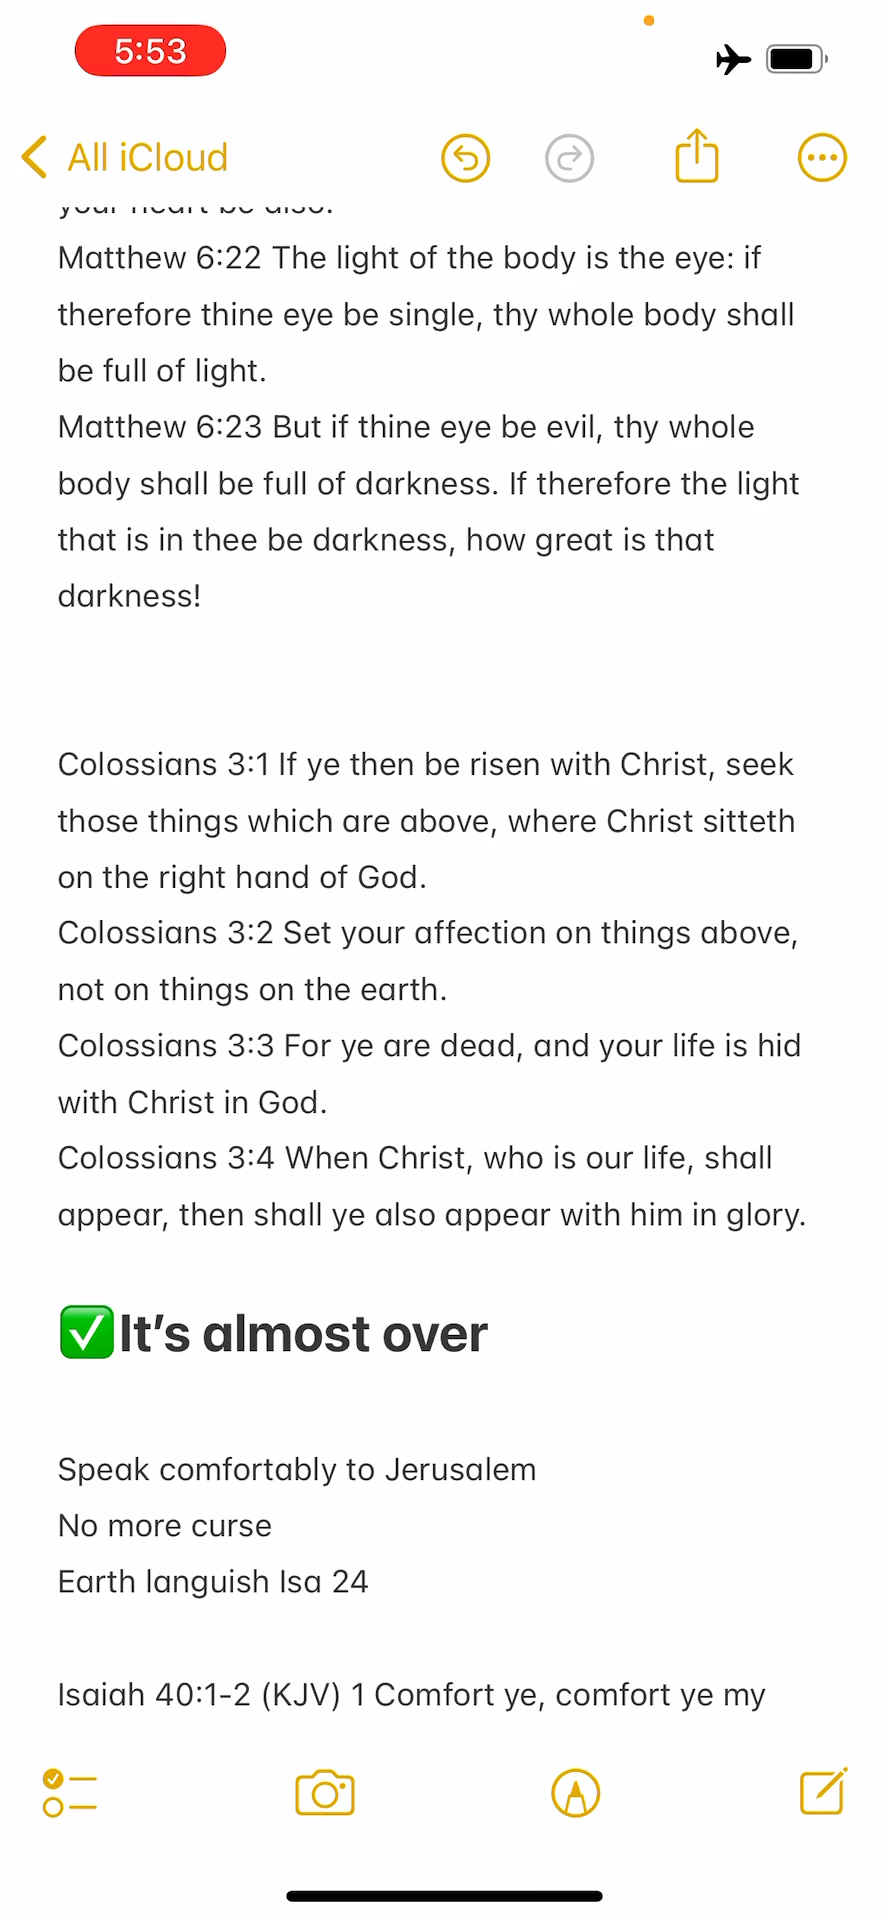 5:53
All iCloud
your heart be also.
Matthew 6:22 The light of the body is the eye: if
therefore thine eye be single, thy whole body shall
be full of light.
Matthew 6:23 But if thine eye be evil, thy whole
body shall be full of darkness. If therefore the light
that is in thee be darkness, how great is that
darkness!
Colossians 3:1 If ye then be risen with Christ, seek
those things which are above, where Christ sitteth
on the right hand of God.
Colossians 3:2 Set your affection on things above,
not on things on the earth.
Colossians 3:3 For ye are dead, and your life is hid
with Christ in God.
Colossians 3:4 When Christ, who is our life, shall
appear, then shall ye also appear with him in glory.
✅It’s almost over
Speak comfortably to Jerusalem
No more curse
Earth languish Isa 24
Isaiah 40:1-2 (KJV) 1 Comfort ye, comfort ye my